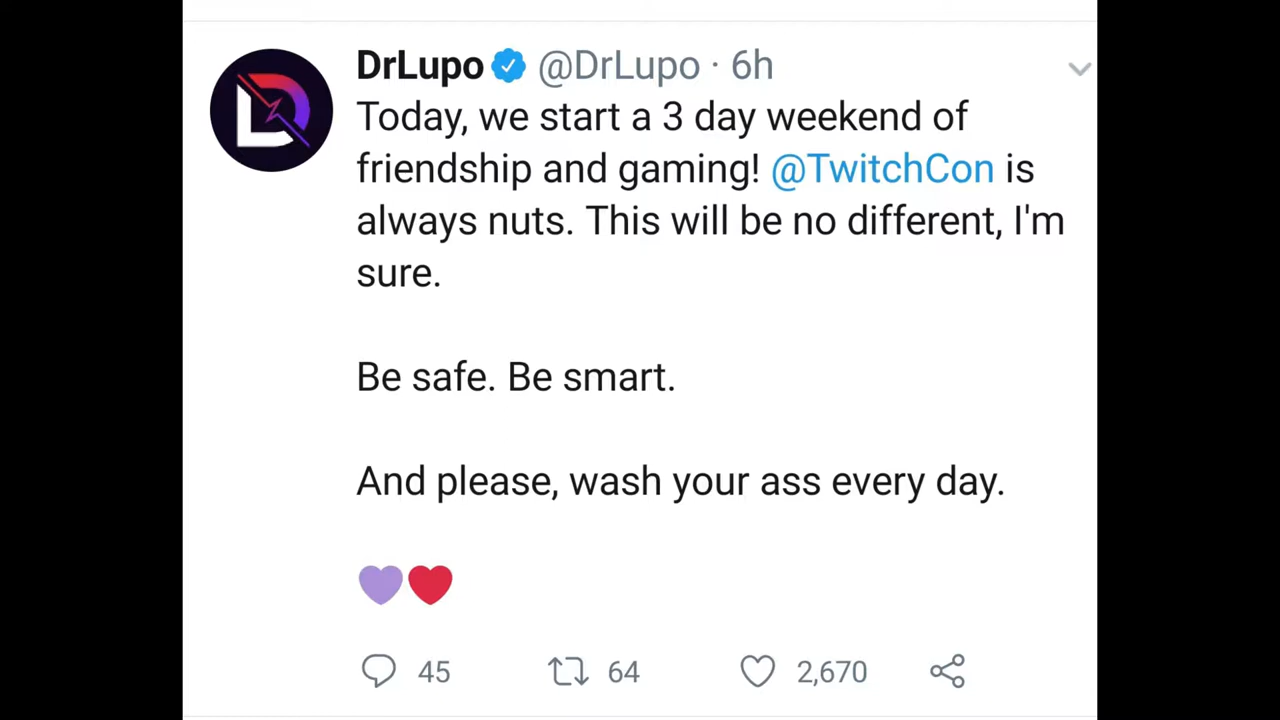 DrLupo @DrLupo · 6h
Today, we start a 3 day weekend of
friendship and gaming! @TwitchCon is
always nuts. This will be no different, I'm
sure.
Be safe. Be smart.
And please, wash your ass every day.
💜❤️
45 64 2,670